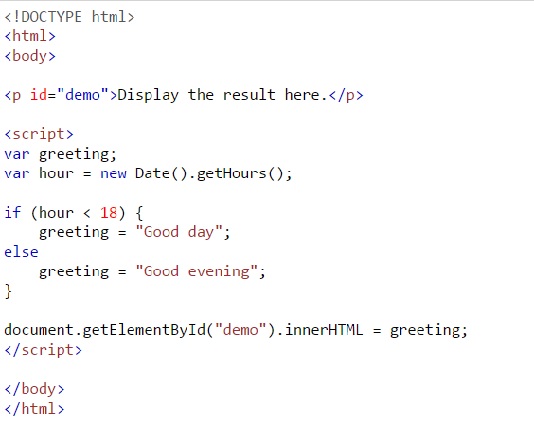 <!DOCTYPE html>
<html>
<body>

<p id="demo">Display the result here.</p>

<script>
var greeting;
var hour = new Date().getHours();

if (hour < 18) {
    greeting = "Good day";
else
    greeting = "Good evening";
}

document.getElementById("demo").innerHTML = greeting;
</script>

</body>
</html>